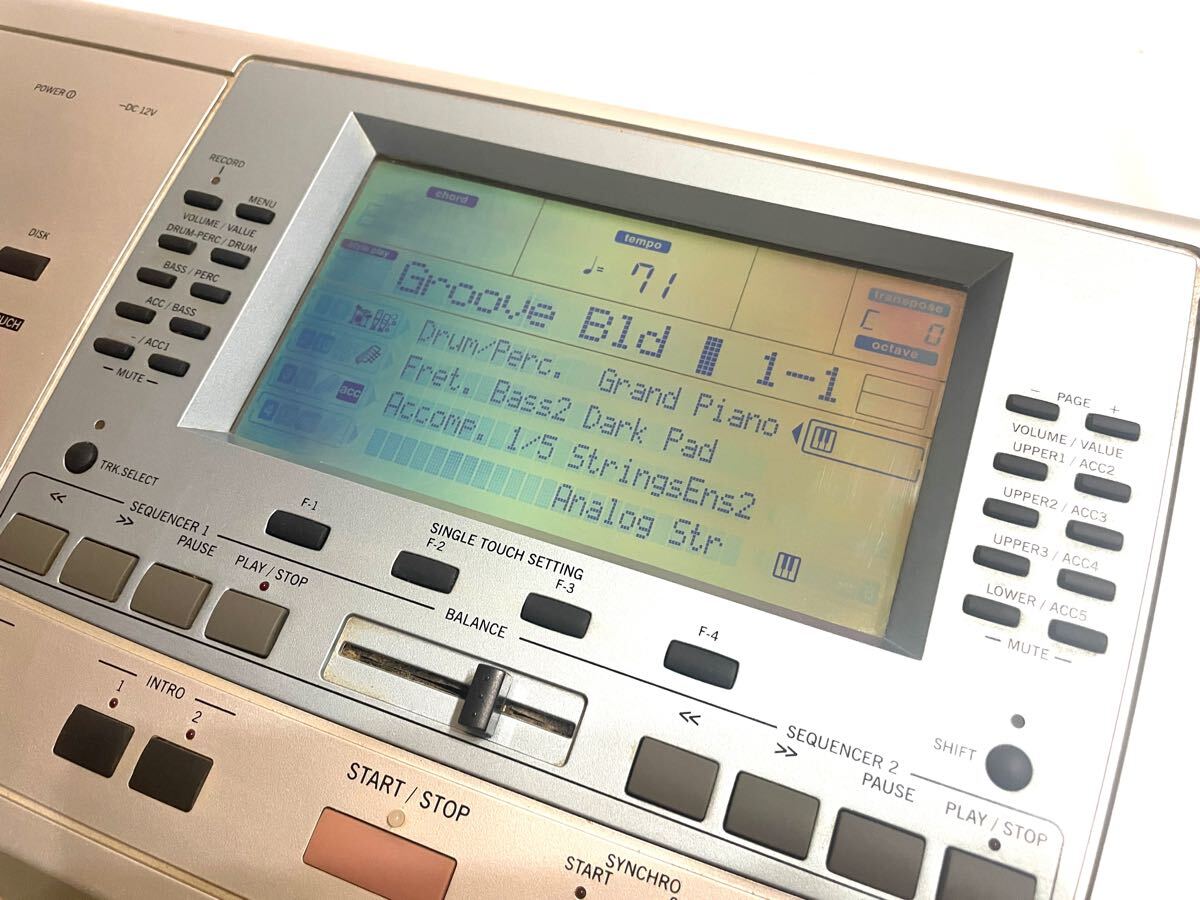 POWER
-DC 12V
DISK
UCH
RECORD
MENU
VOLUME / VALUE
DRUM-PERC / DRUM
BASS / PERC
ACC / BASS
- / ACC1
— MUTE —
TRK.SELECT
chord
tempo
♩= 71
transpose
[ 0
octave
style play
Groove Bld 1-1
Drum/Perc. Grand Piano
Fret. Bass2 Dark Pad
acc
Accomp. 1/5 StringsEns2
Analog Str
- PAGE +
VOLUME / VALUE
UPPER1 / ACC2
UPPER2 / ACC3
UPPER3 / ACC4
LOWER / ACC5
— MUTE —
<< >>
SEQUENCER 1
PAUSE
PLAY / STOP
F-1
SINGLE TOUCH SETTING
F-2
F-3
F-4
BALANCE
<< >>
SEQUENCER 2
PAUSE
PLAY / STOP
SHIFT
INTRO
1
2
START / STOP
SYNCHRO
START